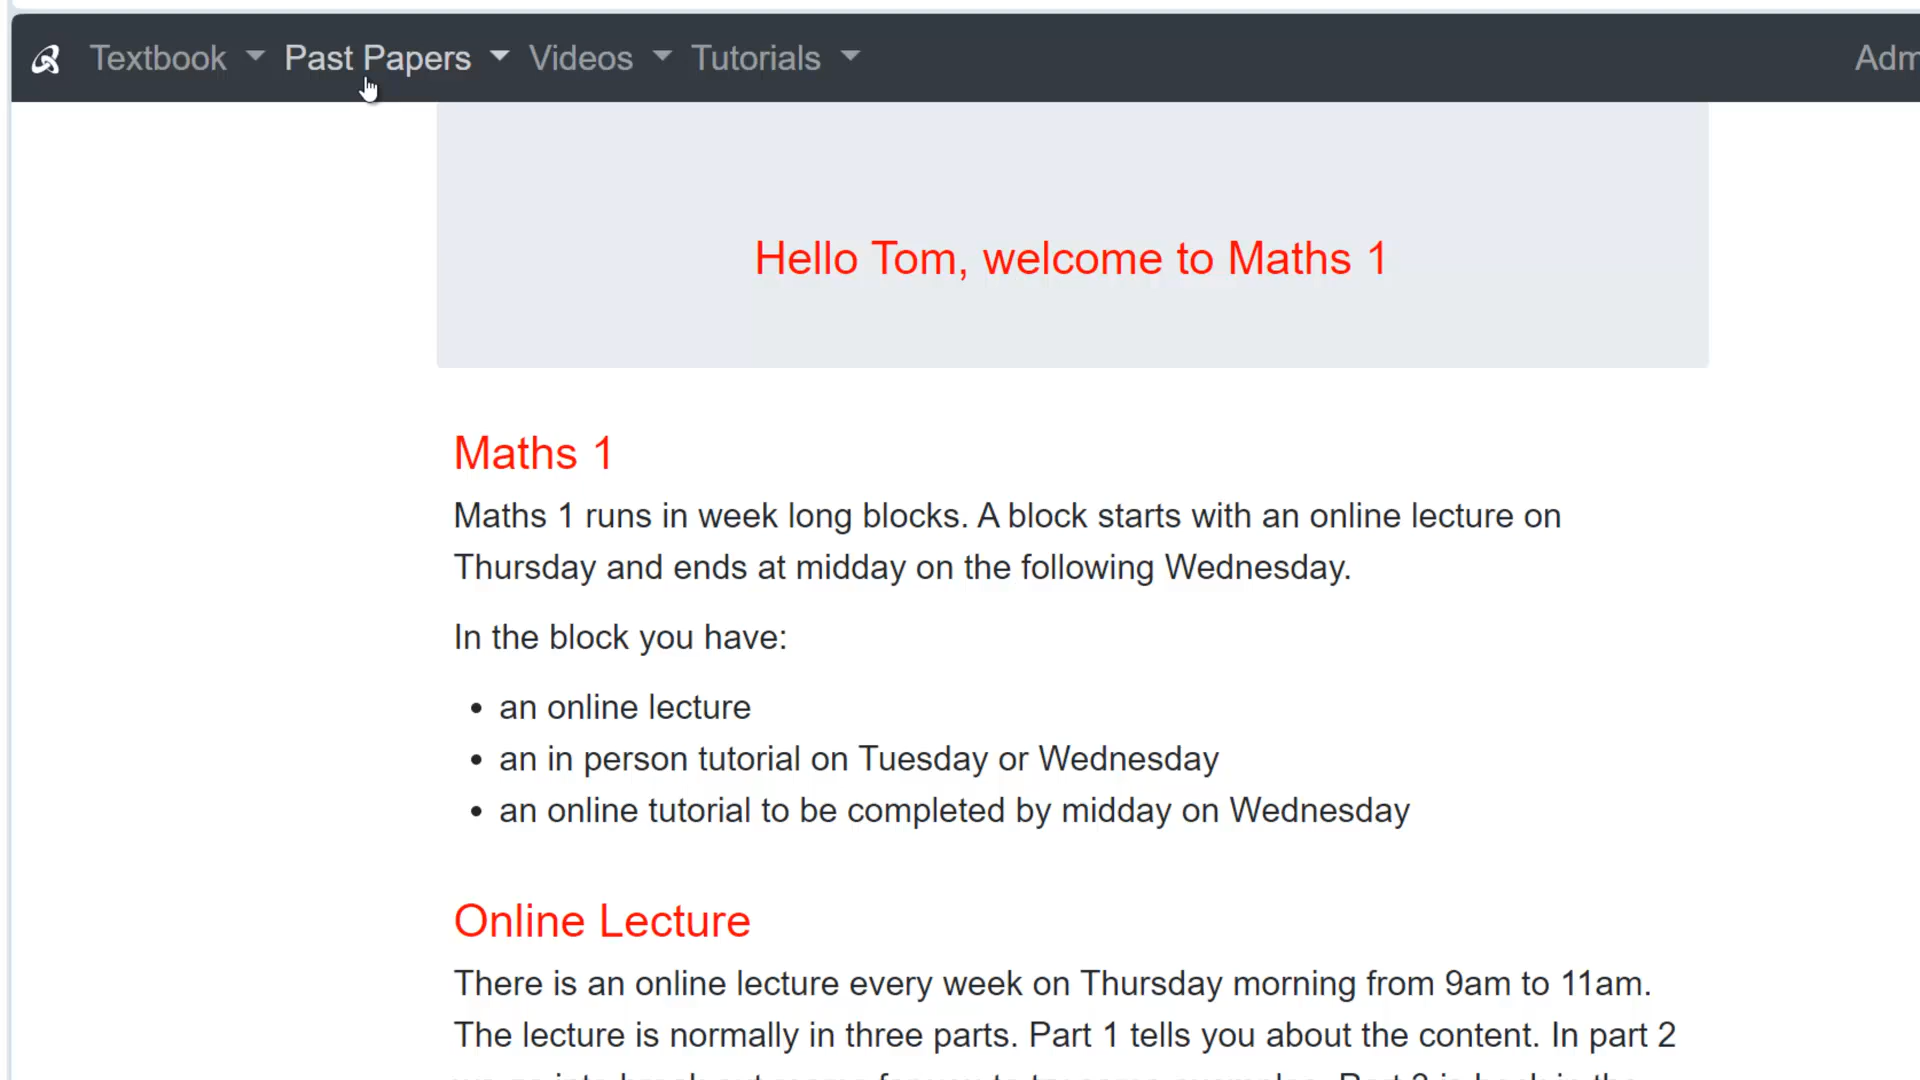 Textbook Past Papers Videos Tutorials Adm
Hello Tom, welcome to Maths 1
Maths 1
Maths 1 runs in week long blocks. A block starts with an online lecture on
Thursday and ends at midday on the following Wednesday.
In the block you have:
• an online lecture
• an in person tutorial on Tuesday or Wednesday
• an online tutorial to be completed by midday on Wednesday
Online Lecture
There is an online lecture every week on Thursday morning from 9am to 11am.
The lecture is normally in three parts. Part 1 tells you about the content. In part 2